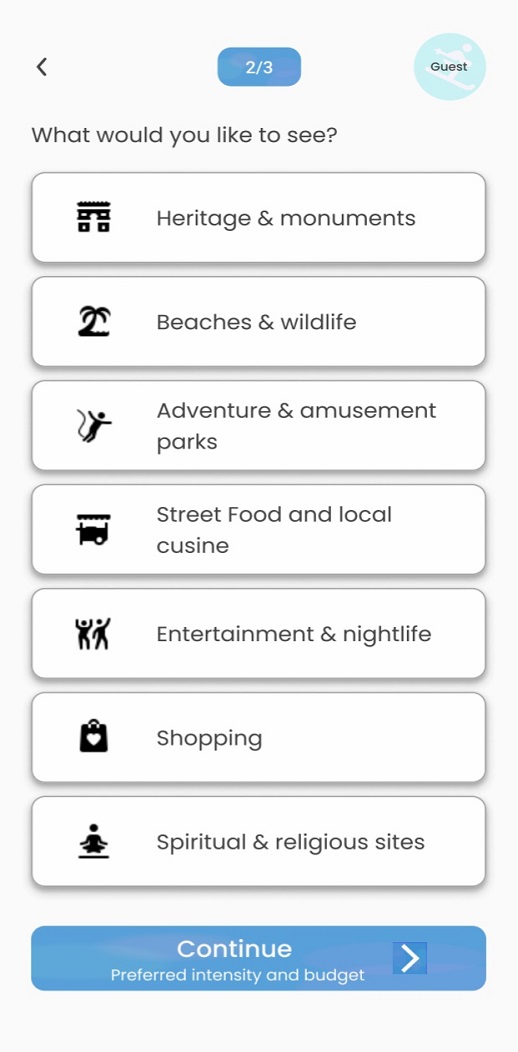 2/3
Guest
What would you like to see?
Heritage & monuments
Beaches & wildlife
Adventure & amusement
parks
Street Food and local
cusine
Entertainment & nightlife
Shopping
Spiritual & religious sites
Continue
Preferred intensity and budget